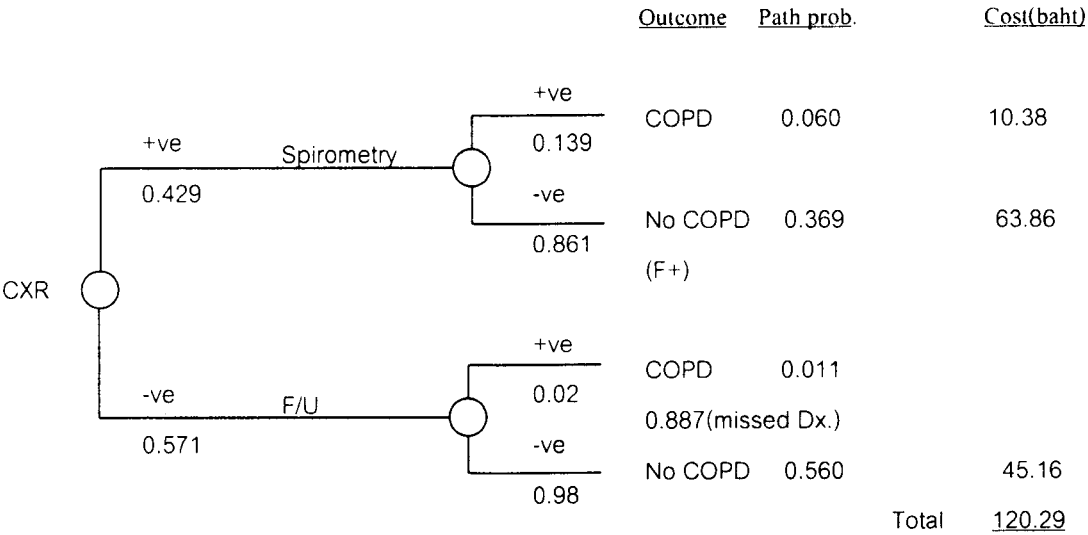 Outcome Path prob. Cost(baht)
+ve
COPD 0.060 10.38
0.139
+ve Spirometry
0.429
-ve
No COPD 0.369 63.86
0.861
(F+)
CXR
+ve
COPD 0.011
0.02
-ve F/U
0.887(missed Dx.)
0.571
-ve
No COPD 0.560 45.16
0.98
Total 120.29